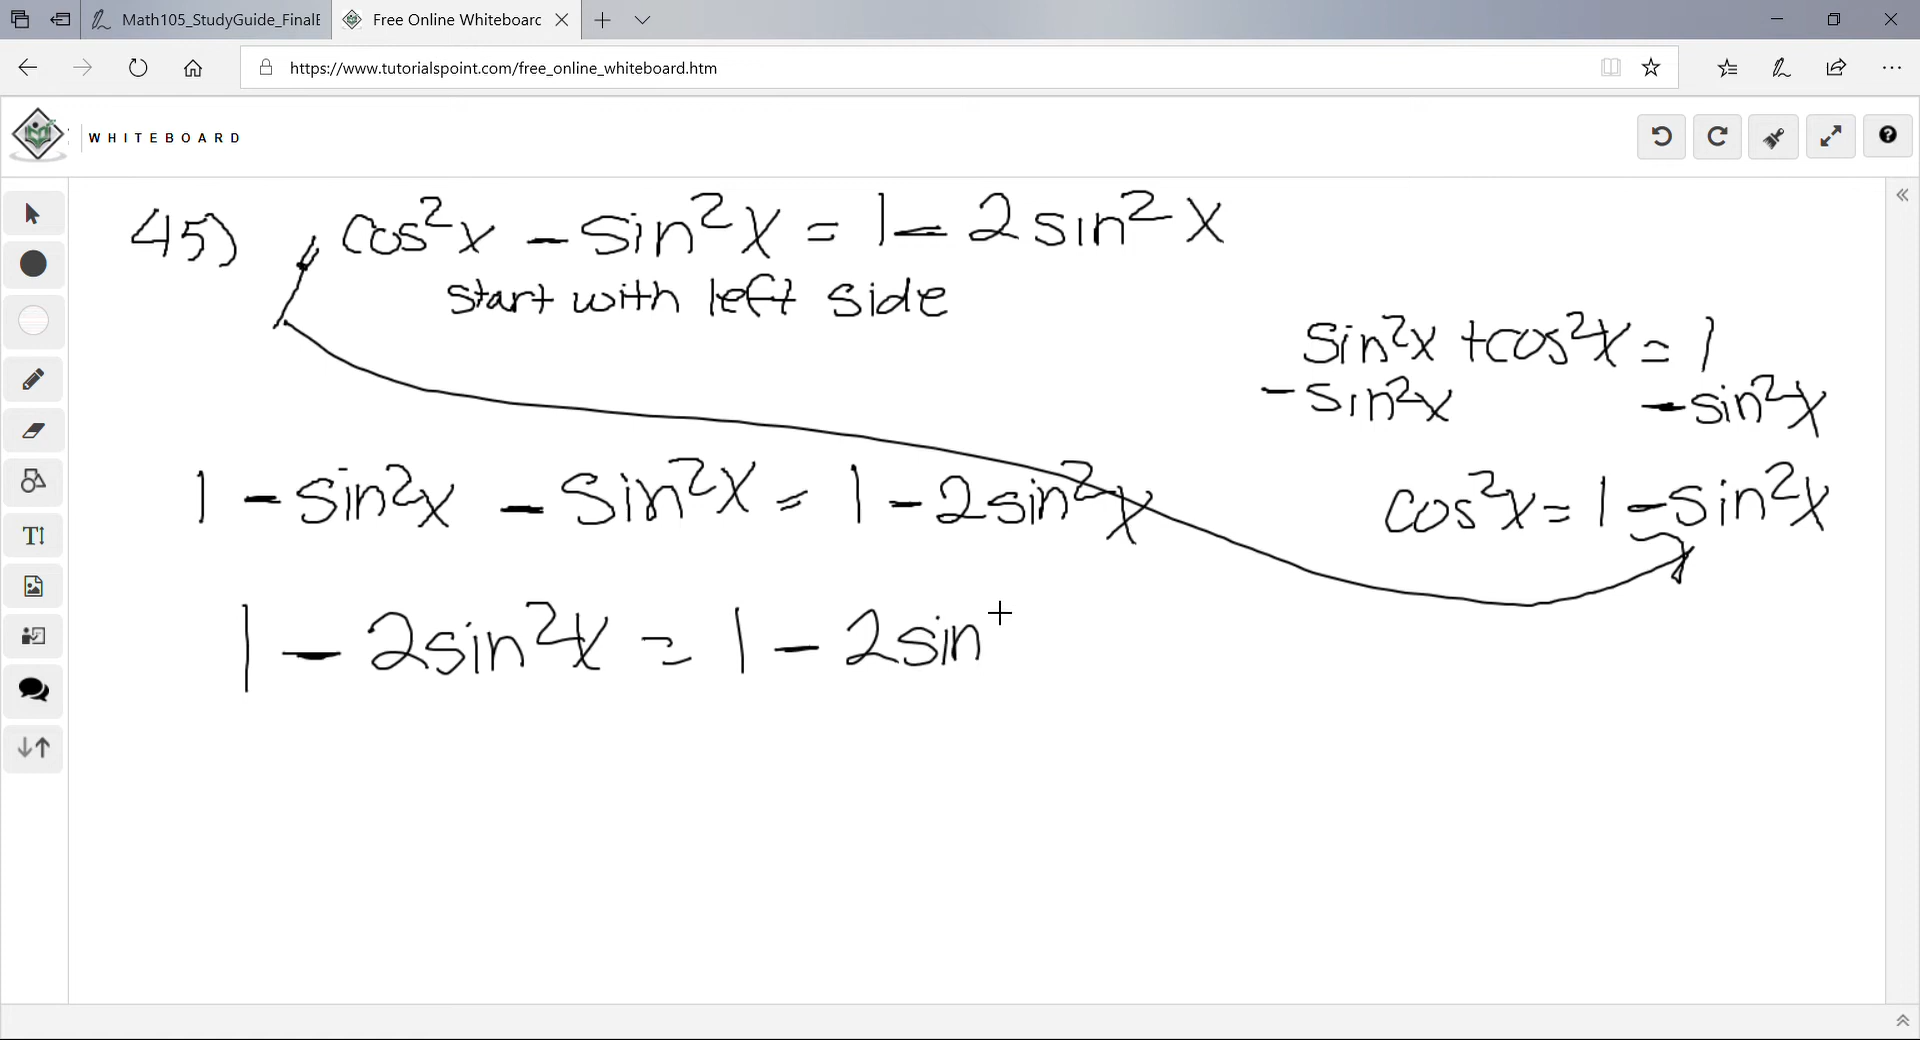 Math105_StudyGuide_FinalE
Free Online Whiteboarc
https://www.tutorialspoint.com/free_online_whiteboard.htm
WHITEBOARD
45) cos²x - sin²x = 1 - 2sin²x
start with left side
sin²x + cos²x = 1
- sin²x - sin²x
1 - sin²x - sin²x = 1 - 2sin²x
cos²x = 1 - sin²x
1 - 2sin²x = 1 - 2sin